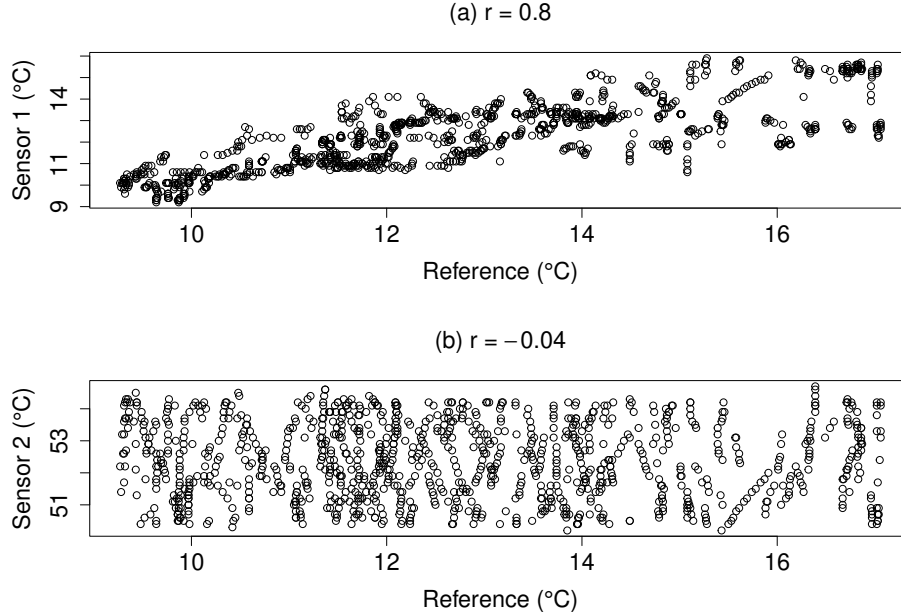 (a) r = 0.8
Sensor 1 (°C)
14
11
9
10 12 14 16
Reference (°C)
(b) r = −0.04
Sensor 2 (°C)
53
51
10 12 14 16
Reference (°C)